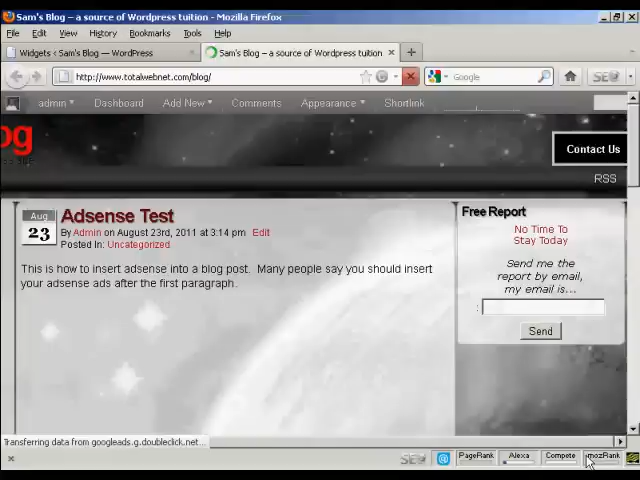 Sam's Blog – a source of Wordpress tuition - Mozilla Firefox
File Edit View History Bookmarks Tools Help
Widgets ‹ Sam's Blog — WordPress
Sam's Blog – a source of Wordpress tuition
http://www.totalwebnet.com/blog/
Google
admin Dashboard Add New Comments Appearance Shortlink
og
Contact Us
RSS
Aug
23
Adsense Test
By Admin on August 23rd, 2011 at 3:14 pm Edit
Posted In: Uncategorized
This is how to insert adsense into a blog post. Many people say you should insert
your adsense ads after the first paragraph.
Free Report
No Time To
Stay Today
Send me the
report by email,
my email is...
:
Send
Transferring data from googleads.g.doubleclick.net...
PageRank Alexa Compete mozRank